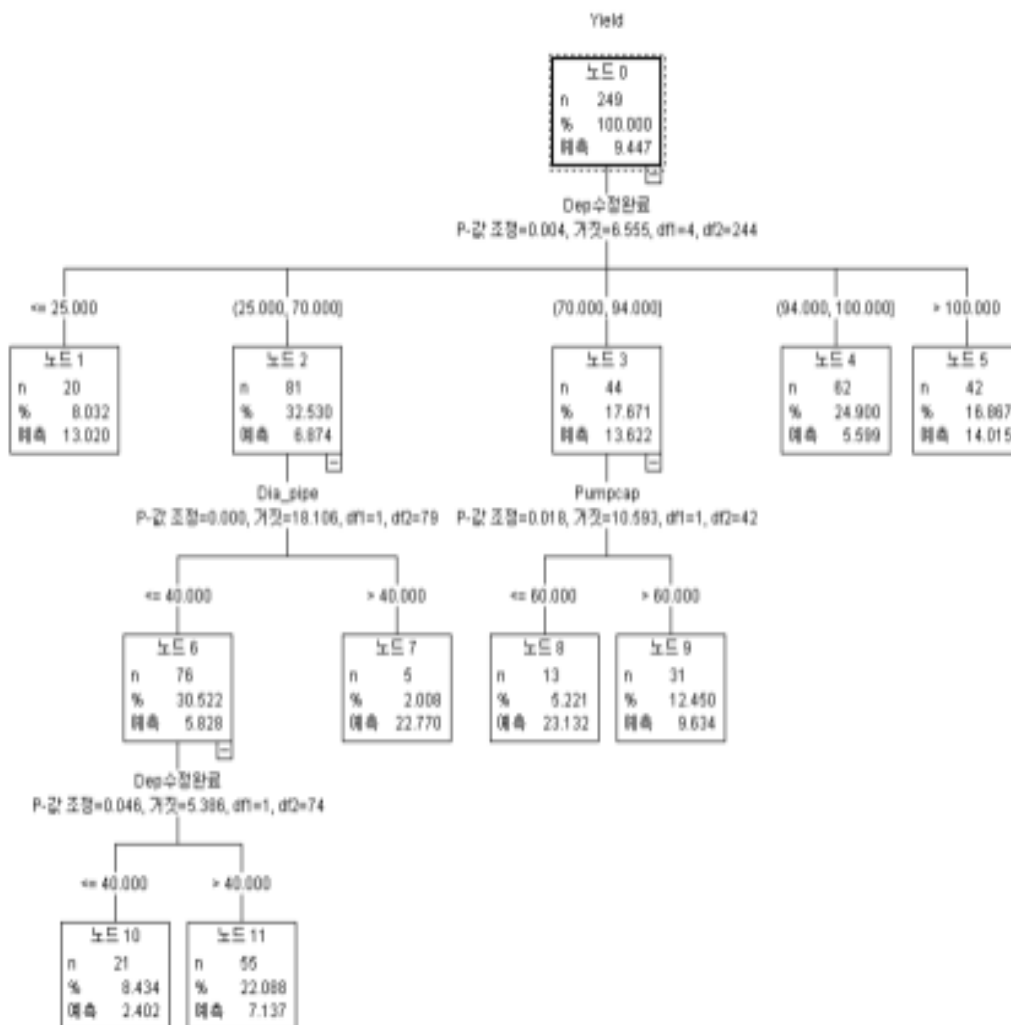 Yield
노드 0
n 249
% 100.000
예측 9.447
Dep수정완료
P-값 조정=0.004, 거짓=6.555, df1=4, df2=244
<= 25.000
(25.000, 70.000]
(70.000, 94.000]
(94.000, 100.000]
> 100.000
노드 1
n 20
% 8.032
예측 13.020
노드 2
n 81
% 32.530
예측 6.874
노드 3
n 44
% 17.671
예측 13.622
노드 4
n 62
% 24.900
예측 5.599
노드 5
n 42
% 16.867
예측 14.015
Dia_pipe
P-값 조정=0.000, 거짓=18.106, df1=1, df2=79
Pumpcap
P-값 조정=0.018, 거짓=10.593, df1=1, df2=42
<= 40.000
> 40.000
<= 60.000
> 60.000
노드 6
n 76
% 30.522
예측 5.828
노드 7
n 5
% 2.008
예측 22.770
노드 8
n 13
% 5.221
예측 23.132
노드 9
n 31
% 12.450
예측 9.634
Dep수정완료
P-값 조정=0.046, 거짓=5.386, df1=1, df2=74
<= 40.000
> 40.000
노드 10
n 21
% 8.434
예측 2.402
노드 11
n 55
% 22.088
예측 7.137